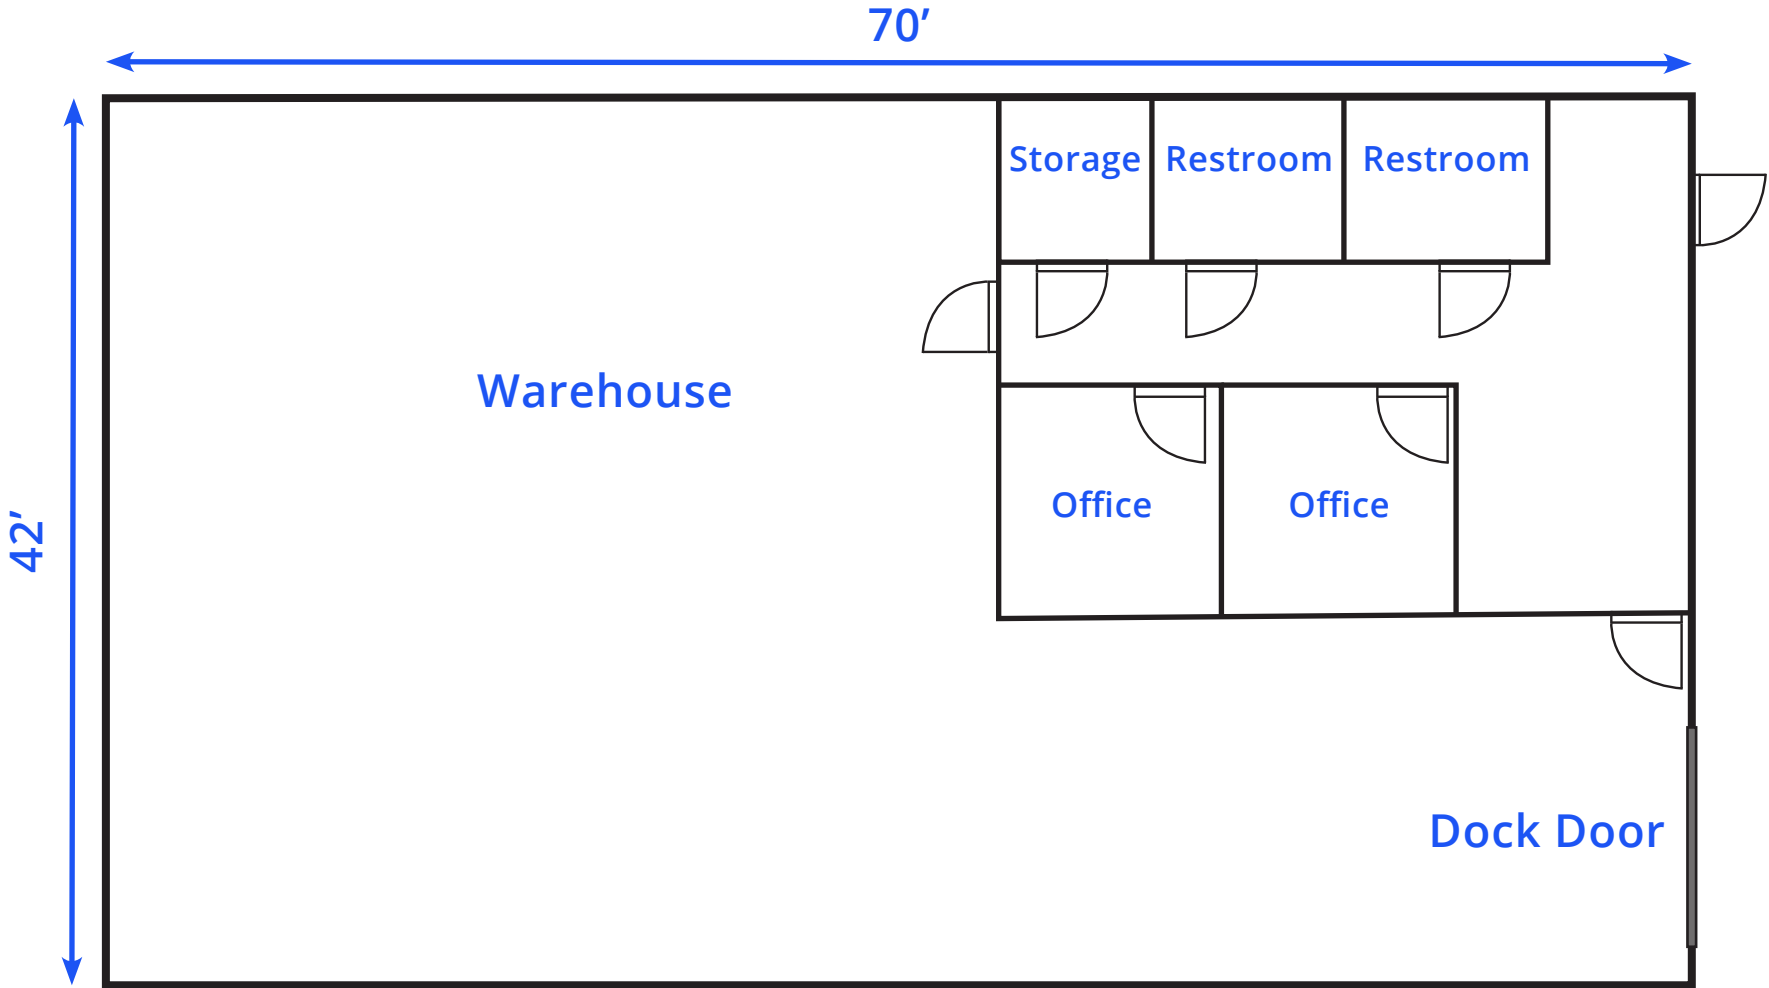 70’
Storage
Restroom
Restroom
Warehouse
42’
Office
Office
Dock Door